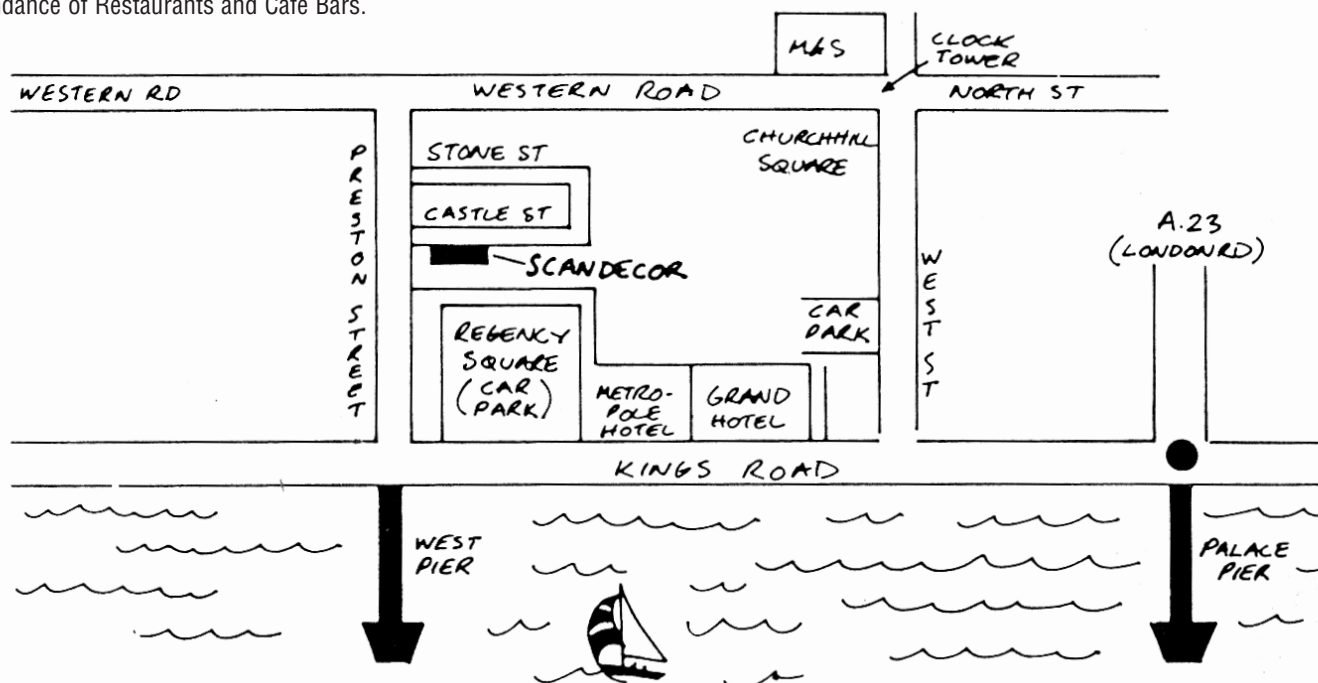 ndance of Restaurants and Cafe Bars.
M&S
CLOCK
TOWER
WESTERN RD
WESTERN ROAD
NORTH ST
PRESTON STREET
STONE ST
CHURCHHILL
SQUARE
CASTLE ST
SCANDECOR
A.23
(LONDON RD)
WEST ST
CAR
PARK
REGENCY
SQUARE
(CAR
PARK)
METRO-
POLE
HOTEL
GRAND
HOTEL
KINGS ROAD
WEST
PIER
PALACE
PIER